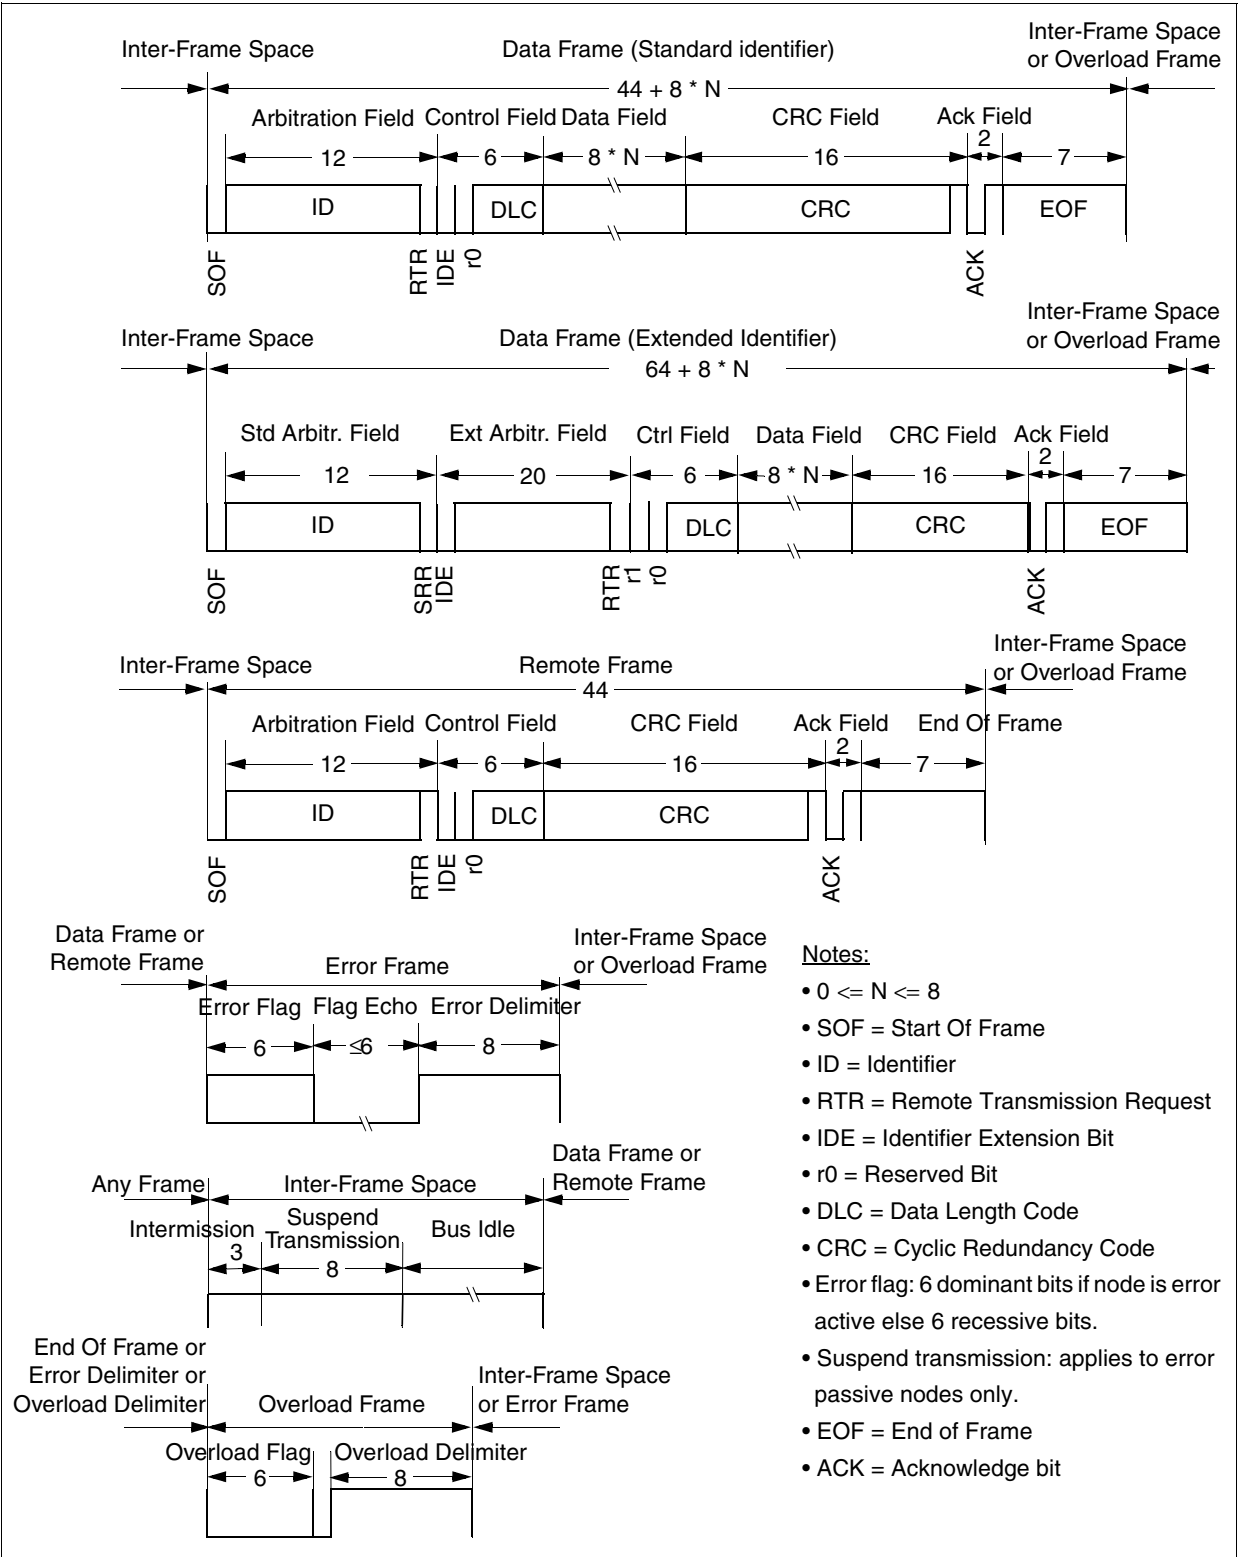 Inter-Frame Space
Data Frame (Standard identifier)
Inter-Frame Space
or Overload Frame
44 + 8 * N
Arbitration Field
Control Field
Data Field
CRC Field
Ack Field
12
6
8 * N
16
2
7
ID
DLC
CRC
EOF
SOF
RTR
IDE
r0
ACK
Inter-Frame Space
Data Frame (Extended Identifier)
Inter-Frame Space
or Overload Frame
64 + 8 * N
Std Arbitr. Field
Ext Arbitr. Field
Ctrl Field
Data Field
CRC Field
Ack Field
12
20
6
8 * N
16
2
7
ID
DLC
CRC
EOF
SOF
SRR
IDE
RTR
r1
r0
ACK
Inter-Frame Space
Remote Frame
Inter-Frame Space
or Overload Frame
44
Arbitration Field
Control Field
CRC Field
Ack Field
End Of Frame
12
6
16
2
7
ID
DLC
CRC
SOF
RTR
IDE
r0
ACK
Data Frame or
Remote Frame
Error Frame
Inter-Frame Space
or Overload Frame
Error Flag
Flag Echo
Error Delimiter
6
≤6
8
Any Frame
Inter-Frame Space
Data Frame or
Remote Frame
Intermission
Suspend
Transmission
Bus Idle
3
8
End Of Frame or
Error Delimiter or
Overload Delimiter
Overload Frame
Inter-Frame Space
or Error Frame
Overload Flag
Overload Delimiter
6
8
Notes:
• 0 <= N <= 8
• SOF = Start Of Frame
• ID = Identifier
• RTR = Remote Transmission Request
• IDE = Identifier Extension Bit
• r0 = Reserved Bit
• DLC = Data Length Code
• CRC = Cyclic Redundancy Code
• Error flag: 6 dominant bits if node is error
active else 6 recessive bits.
• Suspend transmission: applies to error
passive nodes only.
• EOF = End of Frame
• ACK = Acknowledge bit